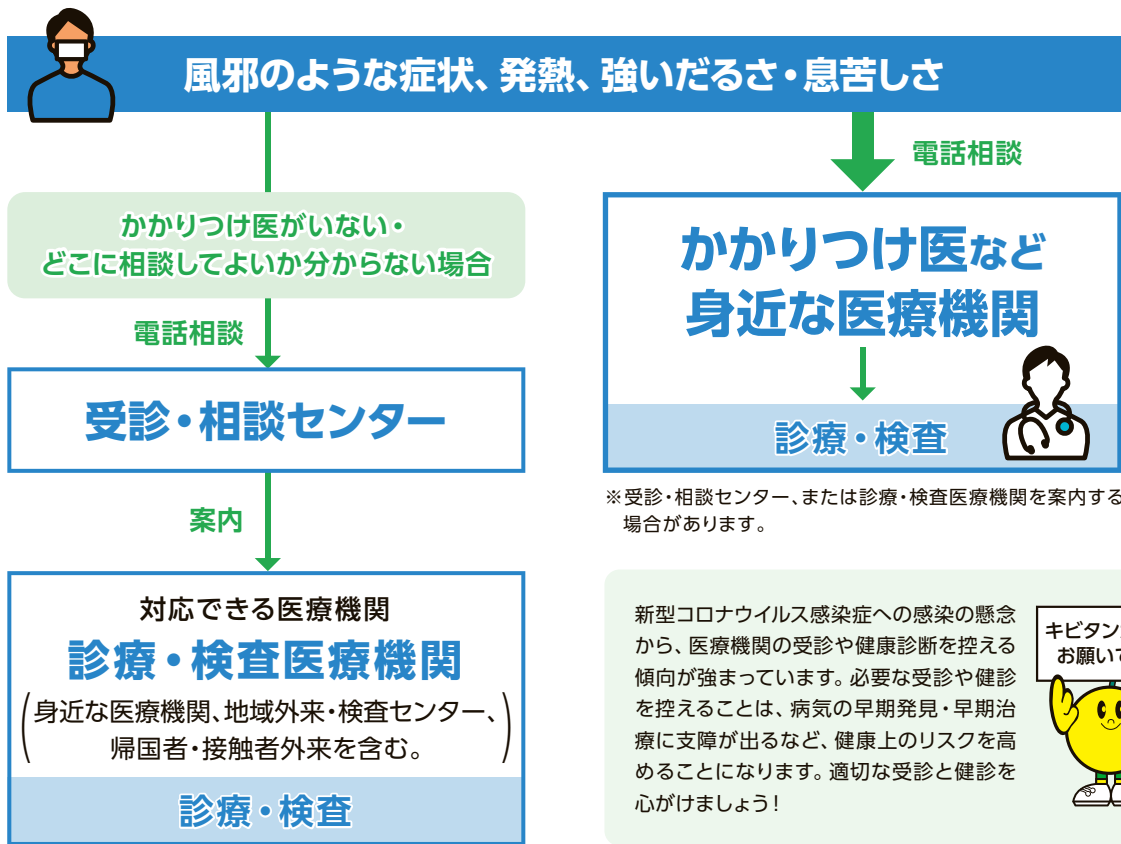 風邪のような症状、発熱、強いだるさ・息苦しさ
かかりつけ医がいない・
どこに相談してよいか分からない場合
電話相談
受診・相談センター
案内
対応できる医療機関
診療・検査医療機関
(身近な医療機関、地域外来・検査センター、
帰国者・接触者外来を含む。)
診療・検査
電話相談
かかりつけ医など
身近な医療機関
診療・検査
※受診・相談センター、または診療・検査医療機関を案内する
場合があります。
新型コロナウイルス感染症への感染の懸念
から、医療機関の受診や健康診断を控える
傾向が強まっています。必要な受診や健診
を控えることは、病気の早期発見・早期治
療に支障が出るなど、健康上のリスクを高
めることになります。適切な受診と健診を
心がけましょう!
キビタン
お願い